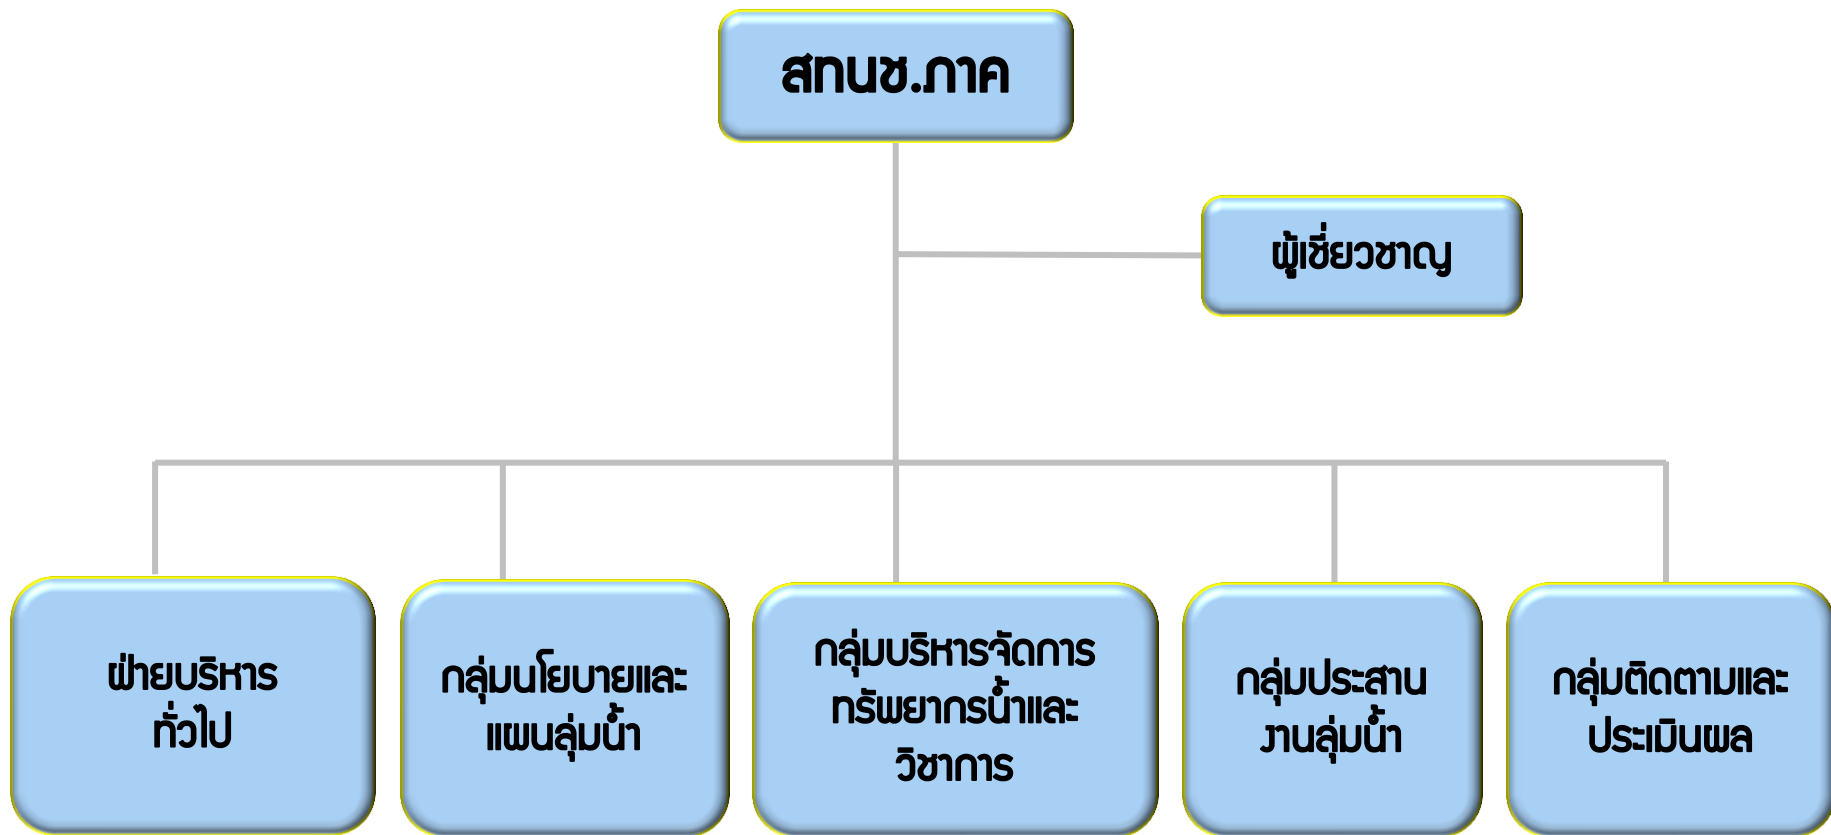 สทนช.ภาค
ผู้เชี่ยวชาญ
ฝ่ายบริหาร
ทั่วไป
กลุ่มนโยบายและ
แผนลุ่มน้ำ
กลุ่มบริหารจัดการ
ทรัพยากรน้ำและ
วิชาการ
กลุ่มประสาน
งานลุ่มน้ำ
กลุ่มติดตามและ
ประเมินผล